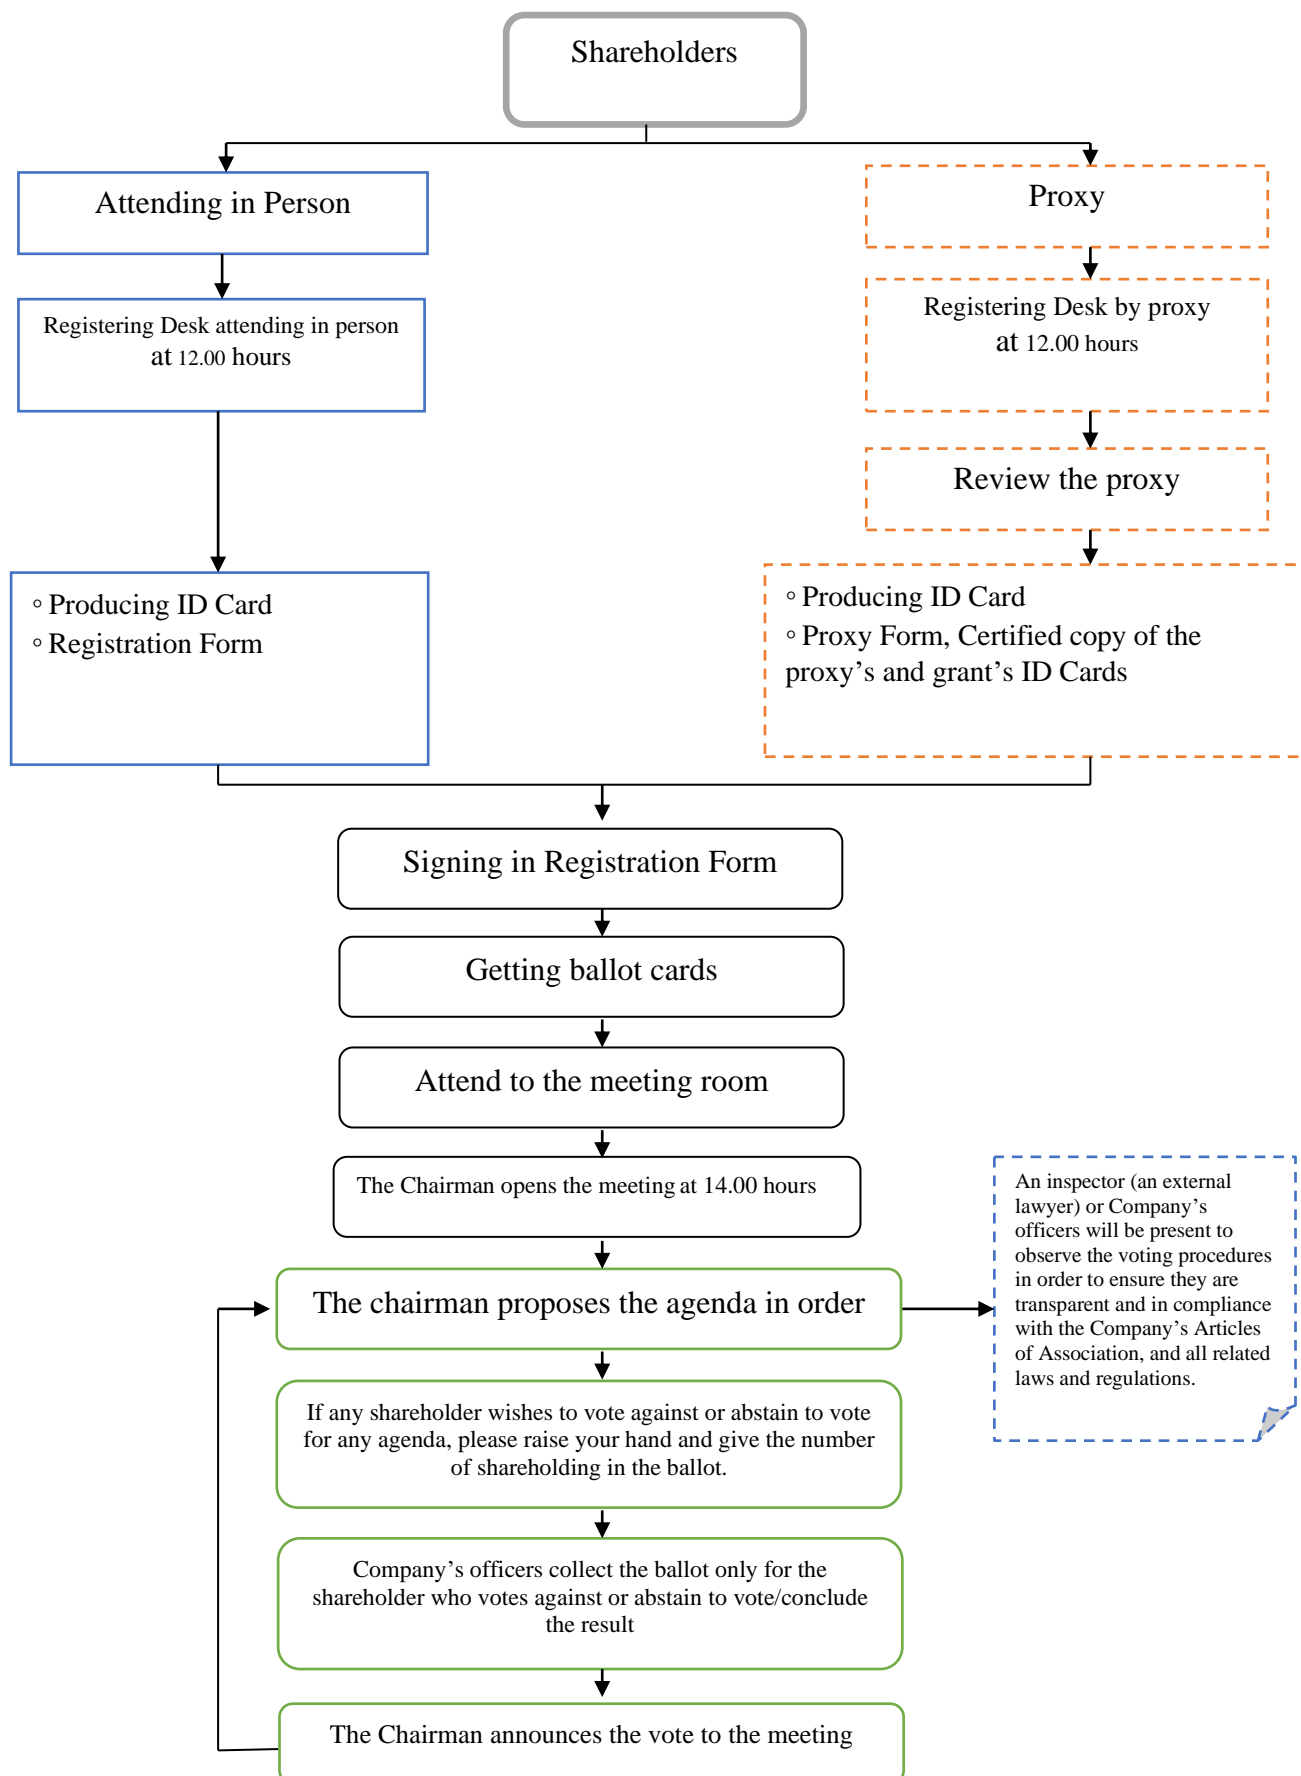 Shareholders
Attending in Person
Proxy
Registering Desk attending in person
at 12.00 hours
Registering Desk by proxy
at 12.00 hours
Review the proxy
◦ Producing ID Card
◦ Registration Form
◦ Producing ID Card
◦ Proxy Form, Certified copy of the
proxy’s and grant’s ID Cards
Signing in Registration Form
Getting ballot cards
Attend to the meeting room
The Chairman opens the meeting at 14.00 hours
An inspector (an external
lawyer) or Company’s
officers will be present to
observe the voting procedures
in order to ensure they are
transparent and in compliance
with the Company’s Articles
of Association, and all related
laws and regulations.
The chairman proposes the agenda in order
If any shareholder wishes to vote against or abstain to vote
for any agenda, please raise your hand and give the number
of shareholding in the ballot.
Company’s officers collect the ballot only for the
shareholder who votes against or abstain to vote/conclude
the result
The Chairman announces the vote to the meeting